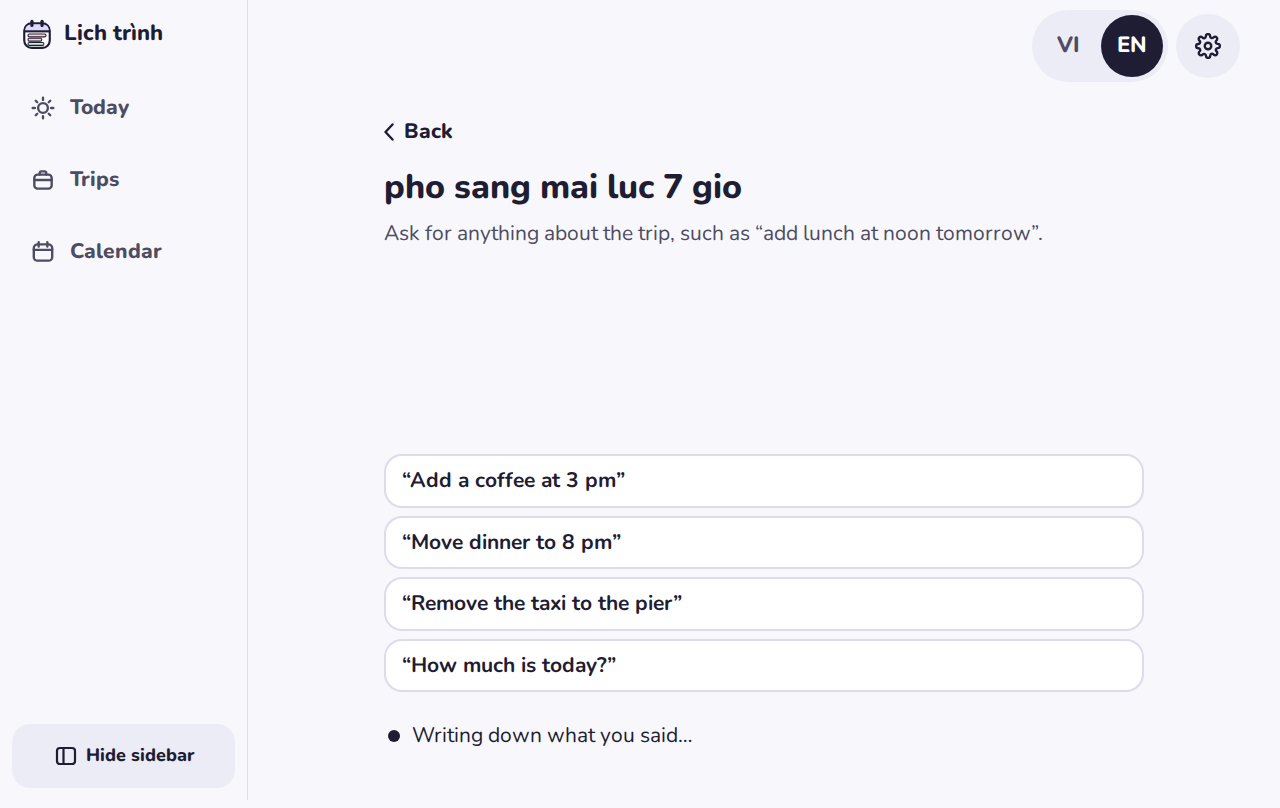 Lịch trình
VI
EN
Today
Trips
Calendar
Back
pho sang mai luc 7 gio
Ask for anything about the trip, such as “add lunch at noon tomorrow”.
“Add a coffee at 3 pm”
“Move dinner to 8 pm”
“Remove the taxi to the pier”
“How much is today?”
Writing down what you said...
Hide sidebar